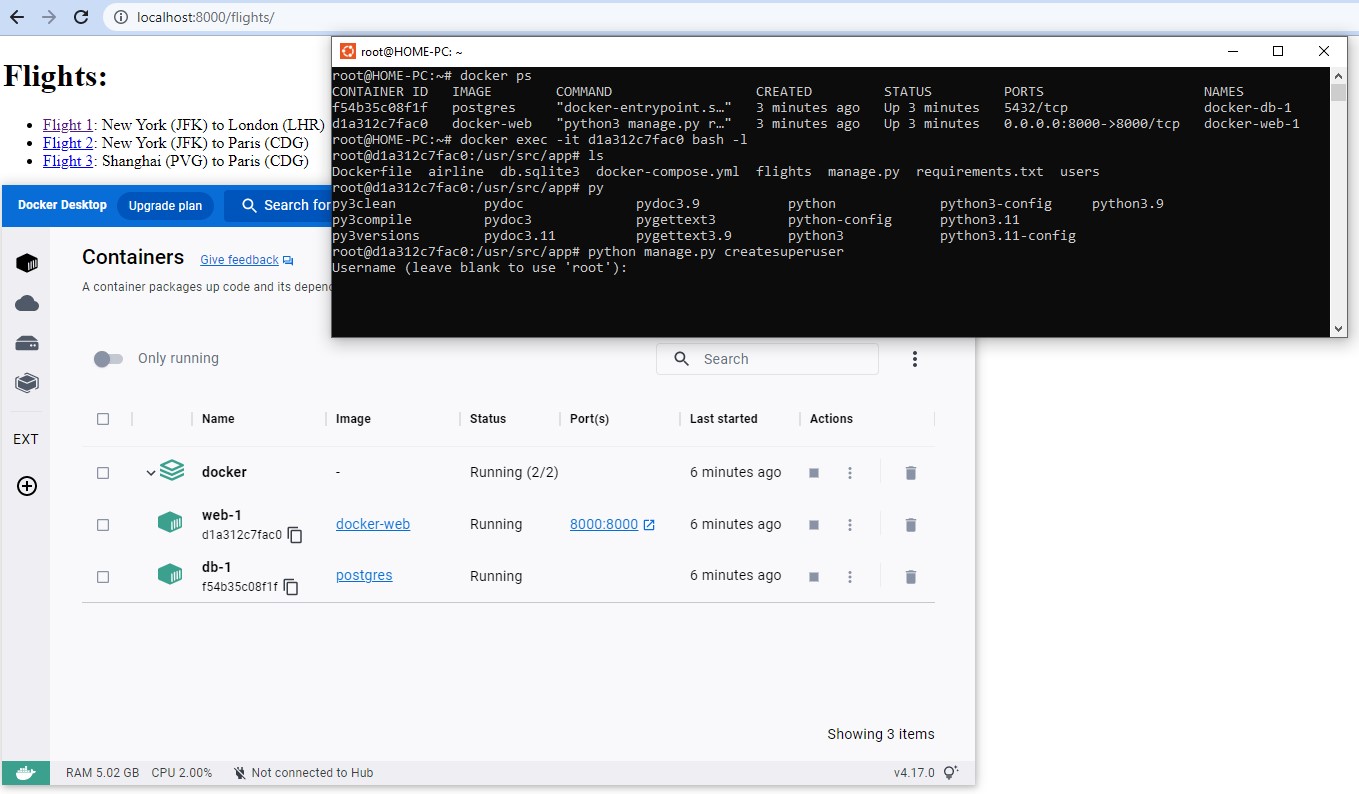 localhost:8000/flights/
Flights:
• Flight 1: New York (JFK) to London (LHR)
• Flight 2: New York (JFK) to Paris (CDG)
• Flight 3: Shanghai (PVG) to Paris (CDG)
root@HOME-PC: ~
root@HOME-PC:~# docker ps
CONTAINER ID   IMAGE        COMMAND                  CREATED         STATUS         PORTS                    NAMES
f54b35c08f1f   postgres     "docker-entrypoint.s…"   3 minutes ago   Up 3 minutes   5432/tcp                 docker-db-1
d1a312c7fac0   docker-web   "python3 manage.py r…"   3 minutes ago   Up 3 minutes   0.0.0.0:8000->8000/tcp   docker-web-1
root@HOME-PC:~# docker exec -it d1a312c7fac0 bash -l
root@d1a312c7fac0:/usr/src/app# ls
Dockerfile  airline  db.sqlite3  docker-compose.yml  flights  manage.py  requirements.txt  users
root@d1a312c7fac0:/usr/src/app# py
py3clean           pydoc              pydoc3.9           python             python3-config     python3.9
py3compile         pydoc3             pygettext3         python-config      python3.11
py3versions        pydoc3.11          pygettext3.9       python3            python3.11-config
root@d1a312c7fac0:/usr/src/app# python manage.py createsuperuser
Username (leave blank to use 'root'):
Docker Desktop Upgrade plan Search for
Containers Give feedback
A container packages up code and its depend
Only running Search
EXT
Name Image Status Port(s) Last started Actions
docker - Running (2/2) 6 minutes ago
web-1
d1a312c7fac0 docker-web Running 8000:8000 6 minutes ago
db-1
f54b35c08f1f postgres Running 6 minutes ago
Showing 3 items
RAM 5.02 GB CPU 2.00% Not connected to Hub v4.17.0